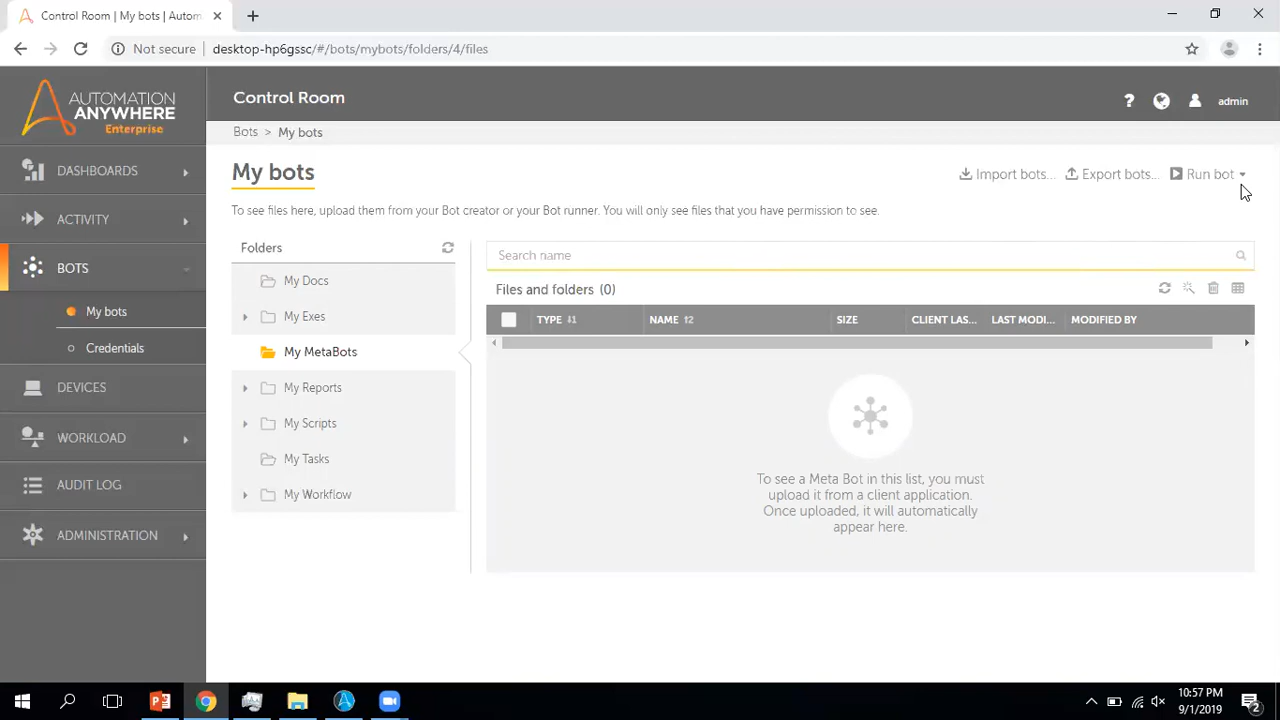 Control Room | My bots | Autom
Not secure
desktop-hp6gssc/#/bots/mybots/folders/4/files
AUTOMATION
ANYWHERE
Enterprise
Control Room
?
admin
Bots > My bots
DASHBOARDS
ACTIVITY
BOTS
My bots
Credentials
DEVICES
WORKLOAD
AUDIT LOG
ADMINISTRATION
My bots
Import bots...
Export bots...
Run bot
To see files here, upload them from your Bot creator or your Bot runner. You will only see files that you have permission to see.
Folders
My Docs
My Exes
My MetaBots
My Reports
My Scripts
My Tasks
My Workflow
Search name
Files and folders (0)
TYPE NAME SIZE CLIENT LAS... LAST MODI... MODIFIED BY
To see a Meta Bot in this list, you must
upload it from a client application.
Once uploaded, it will automatically
appear here.
10:57 PM
9/1/2019
2